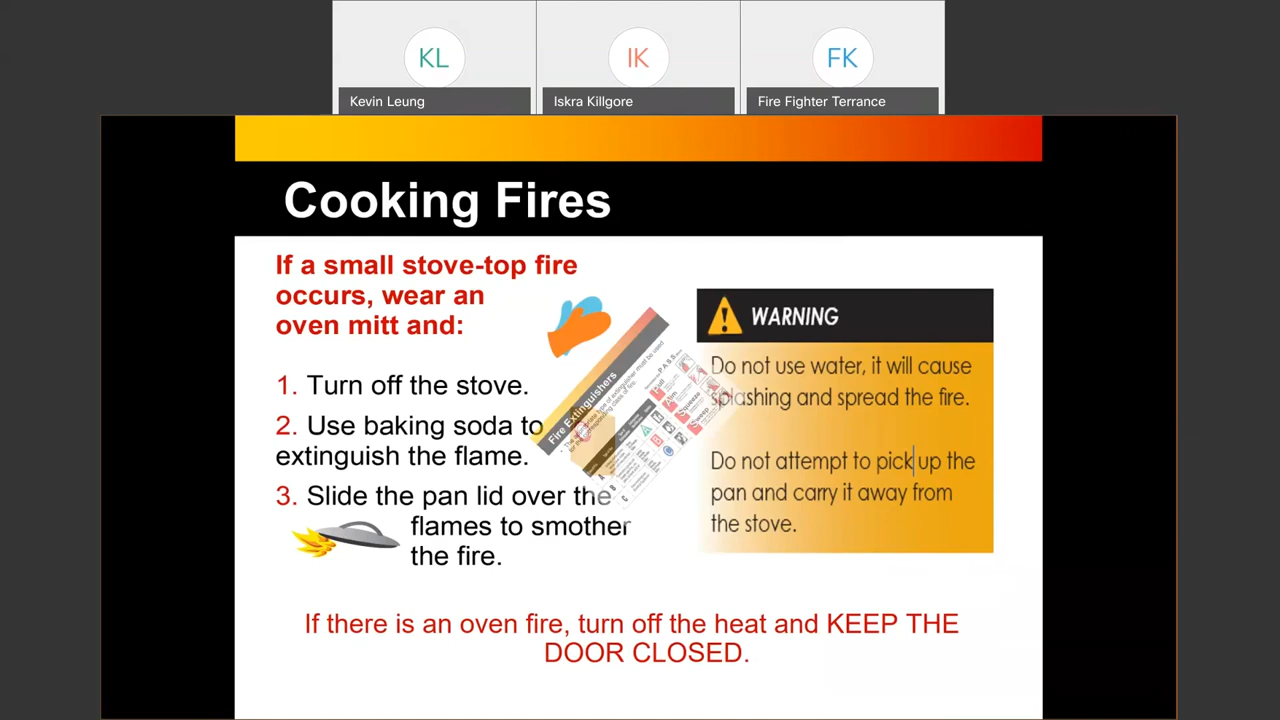 KL
IK
FK
Kevin Leung
Iskra Killgore
Fire Fighter Terrance
Cooking Fires
If a small stove-top fire
occurs, wear an
oven mitt and:
1. Turn off the stove.
2. Use baking soda to
extinguish the flame.
3. Slide the pan lid over the
flames to smother
the fire.
WARNING
Do not use water, it will cause
splashing and spread the fire.
Do not attempt to pick up the
pan and carry it away from
the stove.
Fire Extinguishers
P.A.S.S.
Pull
Aim
Squeeze
Sweep
A
B
C
If there is an oven fire, turn off the heat and KEEP THE
DOOR CLOSED.